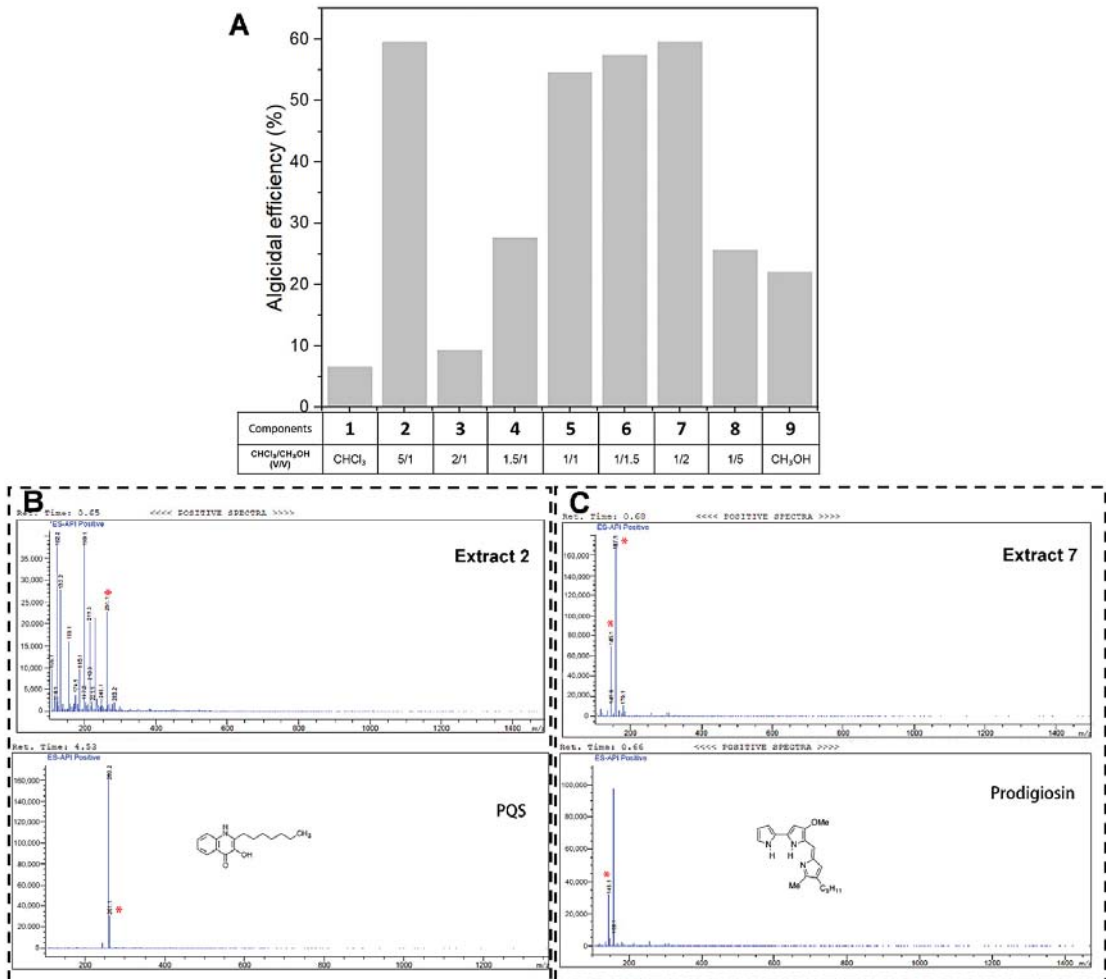 A
Algicidal efficiency (%)
60
50
40
30
20
10
0
Components 1 2 3 4 5 6 7 8 9
CHCl₃/CH₃OH (V/V) CHCl₃ 5/1 2/1 1.5/1 1/1 1/1.5 1/2 1/5 CH₃OH
B
Ret. Time: <<<< POSITIVE SPECTRA >>>>
ES-API Positive
Extract 2
35,000
30,000
25,000
20,000
15,000
10,000
5,000
0
200 400 600 800 1000 1200 1400
Ret. Time: 4.53
ES-API Positive
PQS
160,000
140,000
120,000
100,000
80,000
60,000
40,000
20,000
0
H
N
CH₃
OH
O
200 400 600 800 1000 1200
C
Ret. Time: 0.68 <<<< POSITIVE SPECTRA >>>>
ES-API Positive
Extract 7
160,000
140,000
120,000
100,000
80,000
60,000
40,000
20,000
0
200 400 600 800 1000 1200 1400 m/z
Ret. Time: 0.66 <<<< POSITIVE SPECTRA >>>>
ES-API Positive
Prodigiosin
100,000
80,000
60,000
40,000
20,000
0
OMe
N H
N H
N
Me
C₅H₁₁
200 400 600 800 1000 1200 1400